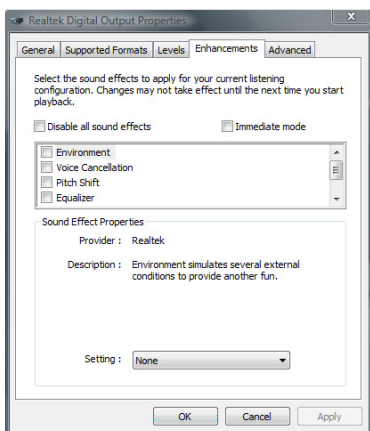 Realtek Digital Output Properties
General Supported Formats Levels Enhancements Advanced
Select the sound effects to apply for your current listening
configuration. Changes may not take effect until the next time you start
playback.
Disable all sound effects Immediate mode
Environment
Voice Cancellation
Pitch Shift
Equalizer
Sound Effect Properties
Provider : Realtek
Description : Environment simulates several external
conditions to provide another fun.
Setting : None
OK Cancel Apply